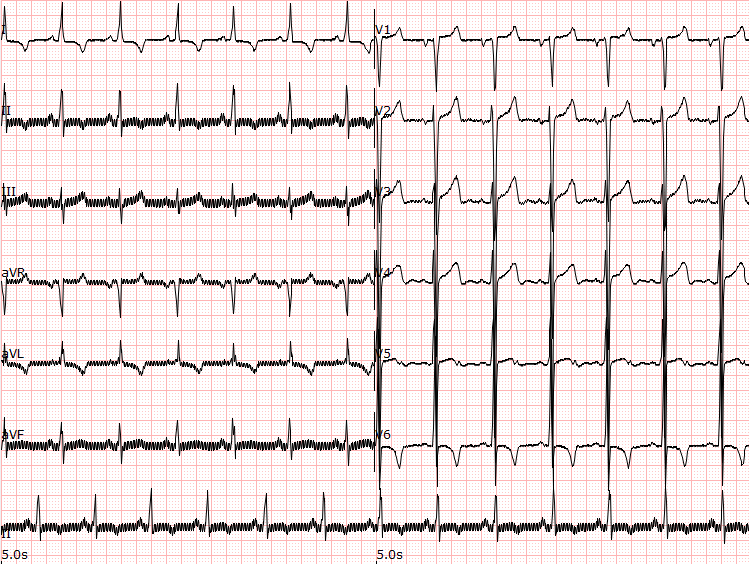 I V1
II V2
III V3
aVR V4
aVL V5
aVF V6
II
5.0s 5.0s